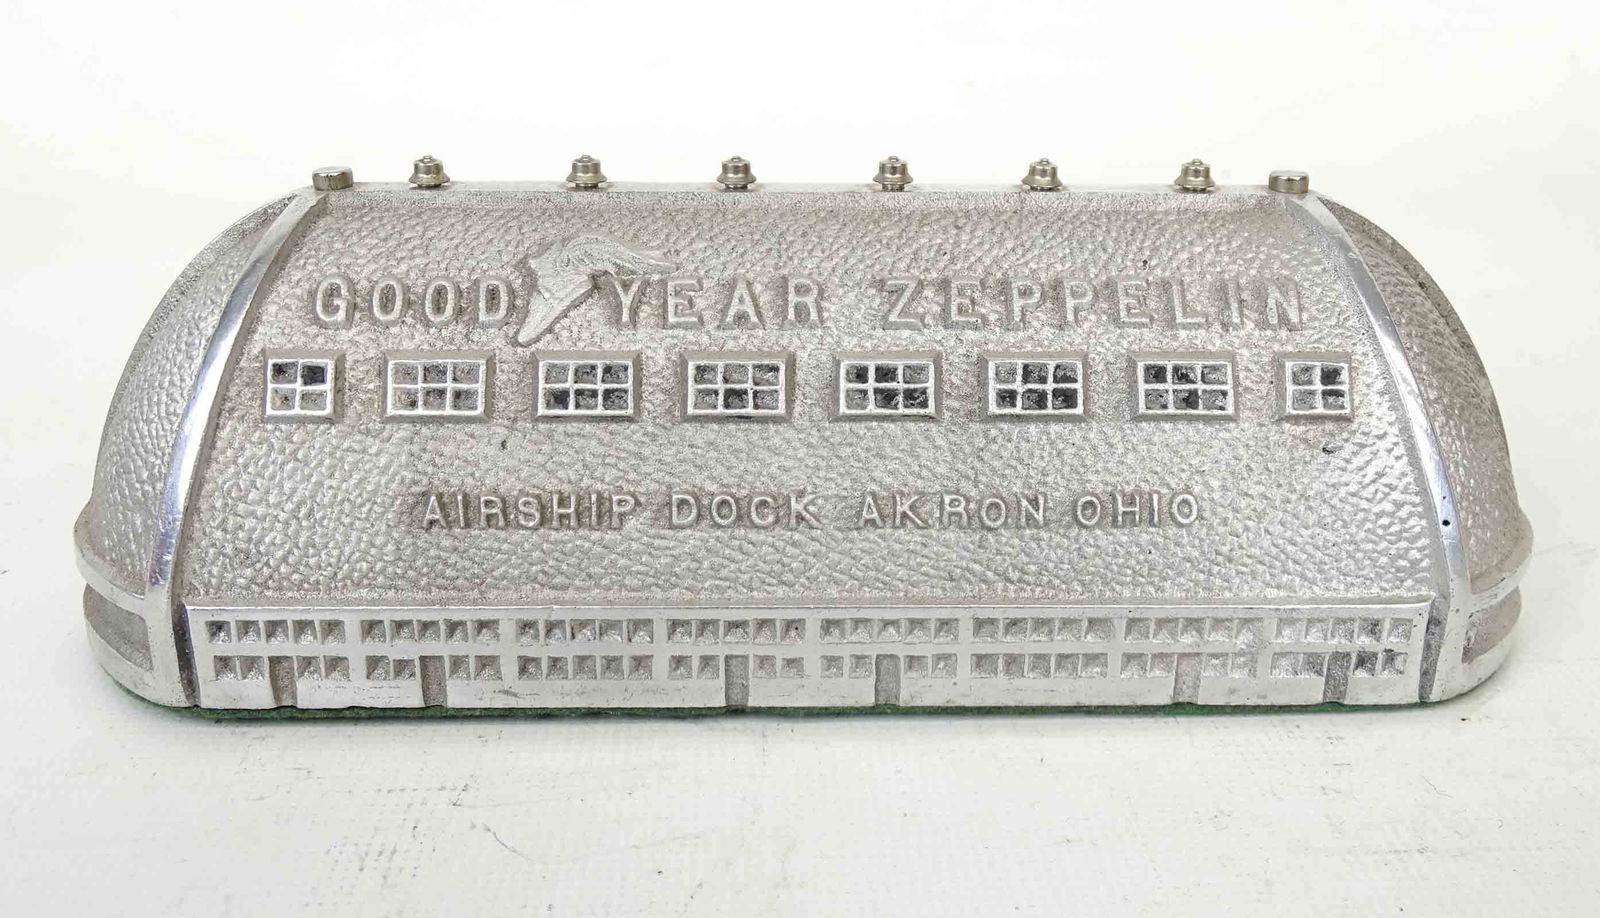 GOOD YEAR ZEPPELIN
AIRSHIP DOCK AKRON OHIO